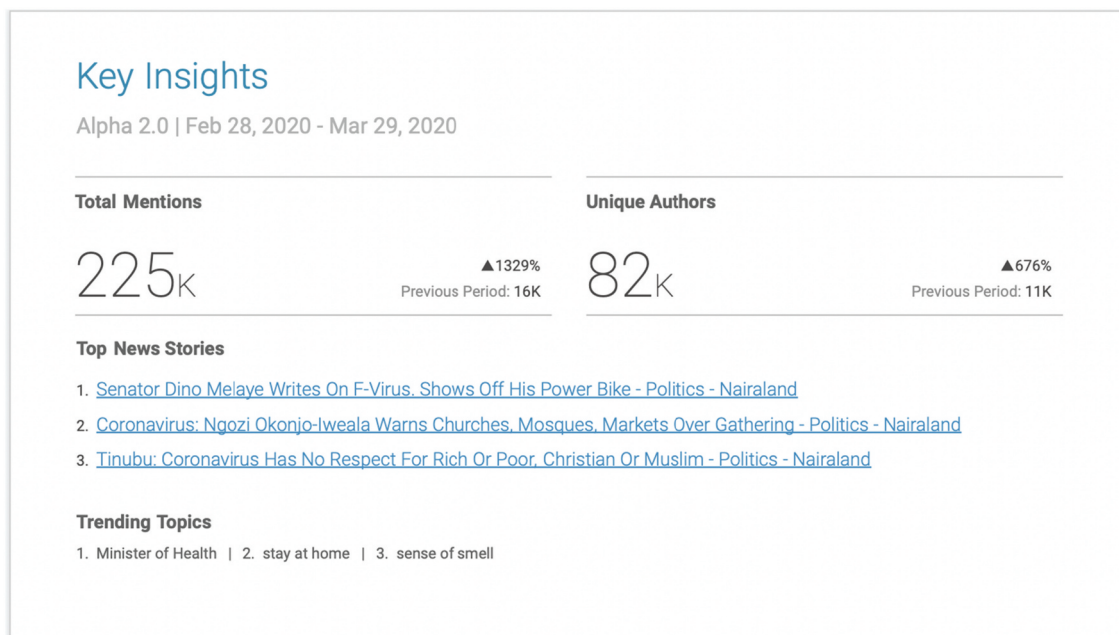 Key Insights
Alpha 2.0 | Feb 28, 2020 - Mar 29, 2020
Total Mentions
225K
▲1329%
Previous Period: 16K
Unique Authors
82K
▲676%
Previous Period: 11K
Top News Stories
1. Senator Dino Melaye Writes On F-Virus. Shows Off His Power Bike - Politics - Nairaland
2. Coronavirus: Ngozi Okonjo-Iweala Warns Churches, Mosques, Markets Over Gathering - Politics - Nairaland
3. Tinubu: Coronavirus Has No Respect For Rich Or Poor, Christian Or Muslim - Politics - Nairaland
Trending Topics
1. Minister of Health | 2. stay at home | 3. sense of smell